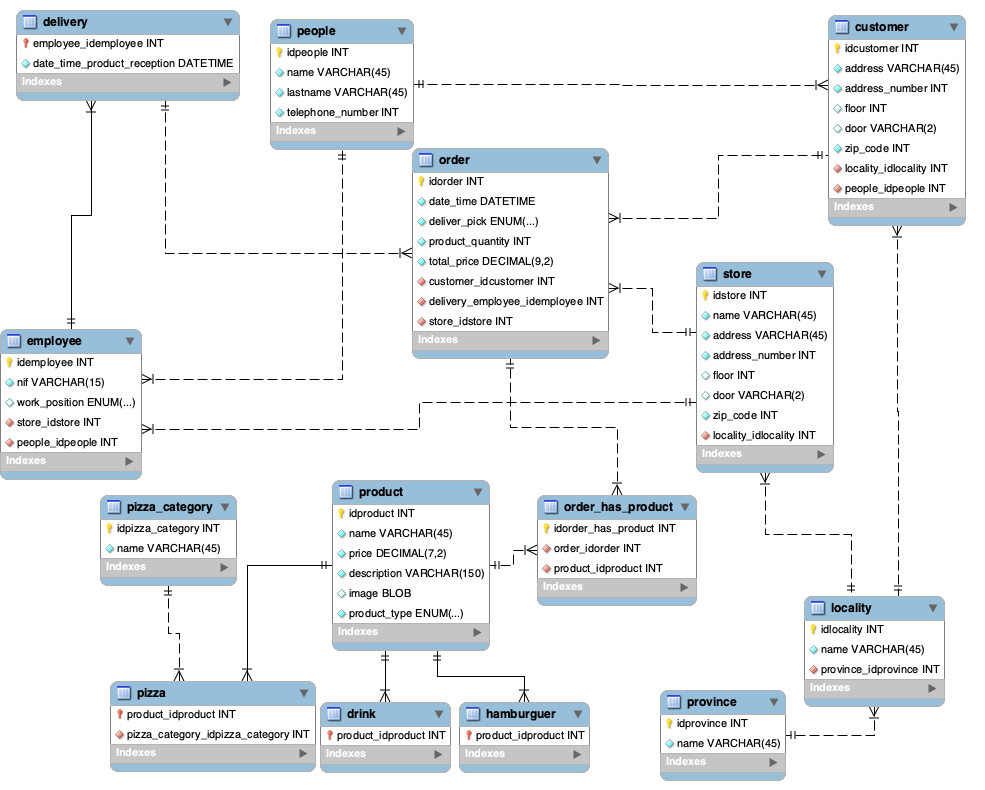 delivery
employee_idemployee INT
date_time_product_reception DATETIME
Indexes
people
idpeople INT
name VARCHAR(45)
lastname VARCHAR(45)
telephone_number INT
Indexes
customer
idcustomer INT
address VARCHAR(45)
address_number INT
floor INT
door VARCHAR(2)
zip_code INT
locality_idlocality INT
people_idpeople INT
Indexes
order
idorder INT
date_time DATETIME
deliver_pick ENUM(...)
product_quantity INT
total_price DECIMAL(9,2)
customer_idcustomer INT
delivery_employee_idemployee INT
store_idstore INT
Indexes
store
idstore INT
name VARCHAR(45)
address VARCHAR(45)
address_number INT
floor INT
door VARCHAR(2)
zip_code INT
locality_idlocality INT
Indexes
employee
idemployee INT
nif VARCHAR(15)
work_position ENUM(...)
store_idstore INT
people_idpeople INT
Indexes
pizza_category
idpizza_category INT
name VARCHAR(45)
Indexes
product
idproduct INT
name VARCHAR(45)
price DECIMAL(7,2)
description VARCHAR(150)
image BLOB
product_type ENUM(...)
Indexes
order_has_product
idorder_has_product INT
order_idorder INT
product_idproduct INT
Indexes
locality
idlocality INT
name VARCHAR(45)
province_idprovince INT
Indexes
pizza
product_idproduct INT
pizza_category_idpizza_category INT
Indexes
drink
product_idproduct INT
Indexes
hamburguer
product_idproduct INT
Indexes
province
idprovince INT
name VARCHAR(45)
Indexes